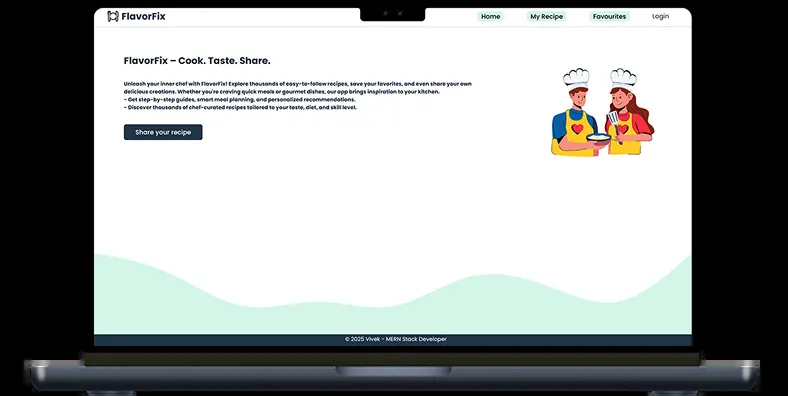 FlavorFix
Home
My Recipe
Favourites
Login
FlavorFix – Cook. Taste. Share.
Unleash your inner chef with FlavorFix! Explore thousands of easy-to-follow recipes, save your favorites, and even share your own
delicious creations. Whether you're craving quick meals or gourmet dishes, our app brings inspiration to your kitchen.
- Get step-by-step guides, smart meal planning, and personalized recommendations.
- Discover thousands of chef-curated recipes tailored to your taste, diet, and skill level.
Share your recipe
© 2025 Vivek - MERN Stack Developer